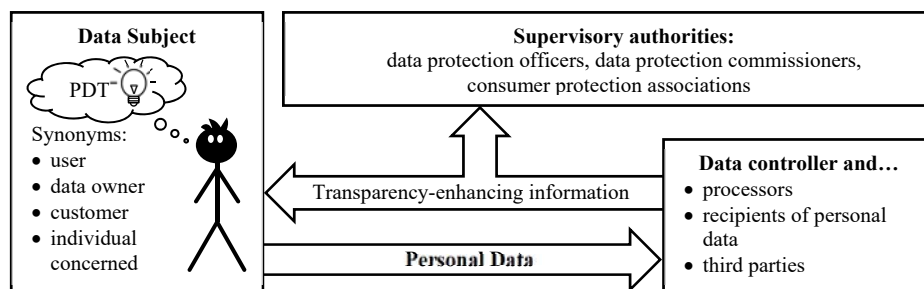 Data Subject
PDT
Synonyms:
• user
• data owner
• customer
• individual
concerned
Supervisory authorities:
data protection officers, data protection commissioners,
consumer protection associations
Transparency-enhancing information
Personal Data
Data controller and…
• processors
• recipients of personal
data
• third parties